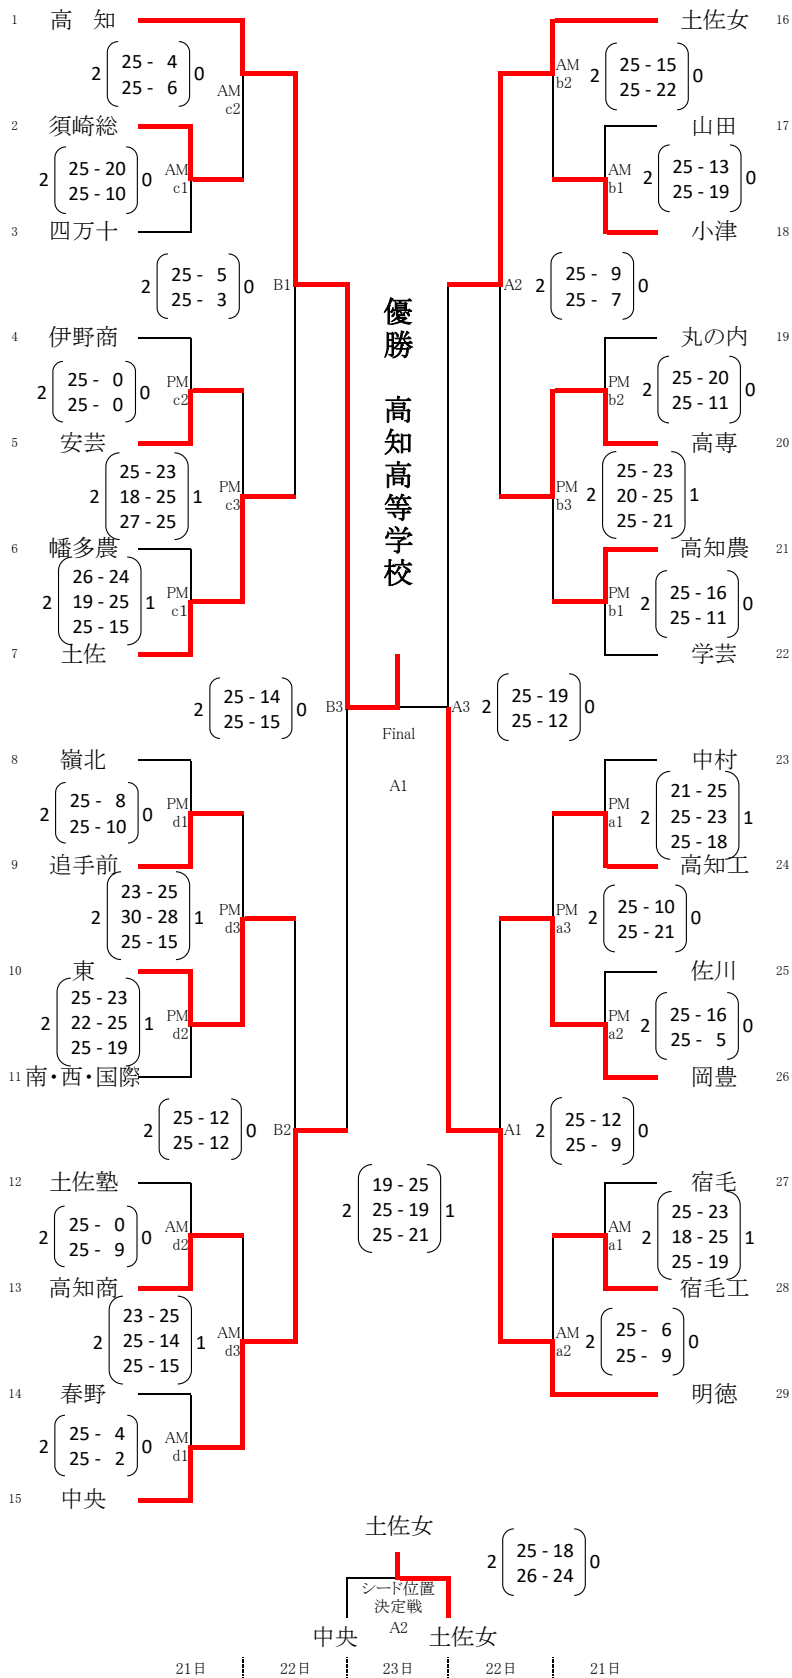 1 高 知
2 ( 25 - 4 ) 0
25 - 6
AM
c2
2 須崎総
2 ( 25 - 20 ) 0
25 - 10
AM
c1
3 四万十
2 ( 25 - 5 ) 0
25 - 3
B1
4 伊野商
2 ( 25 - 0 ) 0
25 - 0
PM
c2
5 安芸
25 - 23
2 ( 18 - 25 ) 1
27 - 25
PM
c3
6 幡多農
26 - 24
2 ( 19 - 25 ) 1
25 - 15
PM
c1
7 土佐
2 ( 25 - 14 ) 0
25 - 15
B3
8 嶺北
2 ( 25 - 8 ) 0
25 - 10
PM
d1
9 追手前
23 - 25
2 ( 30 - 28 ) 1
25 - 15
PM
d3
10 東
25 - 23
2 ( 22 - 25 ) 1
25 - 19
PM
d2
11 南・西・国際
2 ( 25 - 12 ) 0
25 - 12
B2
12 土佐塾
2 ( 25 - 0 ) 0
25 - 9
AM
d2
13 高知商
23 - 25
2 ( 25 - 14 ) 1
25 - 15
AM
d3
14 春野
2 ( 25 - 4 ) 0
25 - 2
AM
d1
15 中央
優勝 高知高等学校
Final
A1
19 - 25
2 ( 25 - 19 ) 1
25 - 21
土佐女 16
AM
b2
2 ( 25 - 15 ) 0
25 - 22
山田 17
AM
b1
2 ( 25 - 13 ) 0
25 - 19
小津 18
A2
2 ( 25 - 9 ) 0
25 - 7
丸の内 19
PM
b2
2 ( 25 - 20 ) 0
25 - 11
高専 20
PM
b3
25 - 23
2 ( 20 - 25 ) 1
25 - 21
高知農 21
PM
b1
2 ( 25 - 16 ) 0
25 - 11
学芸 22
A3
2 ( 25 - 19 ) 0
25 - 12
中村 23
PM
a1
21 - 25
2 ( 25 - 23 ) 1
25 - 18
高知工 24
PM
a3
2 ( 25 - 10 ) 0
25 - 21
佐川 25
PM
a2
2 ( 25 - 16 ) 0
25 - 5
岡豊 26
A1
2 ( 25 - 12 ) 0
25 - 9
宿毛 27
AM
a1
25 - 23
2 ( 18 - 25 ) 1
25 - 19
宿毛工 28
AM
a2
2 ( 25 - 6 ) 0
25 - 9
明徳 29
土佐女
2 ( 25 - 18 ) 0
26 - 24
シード位置
決定戦
A2
中央 土佐女
21日 22日 23日 22日 21日